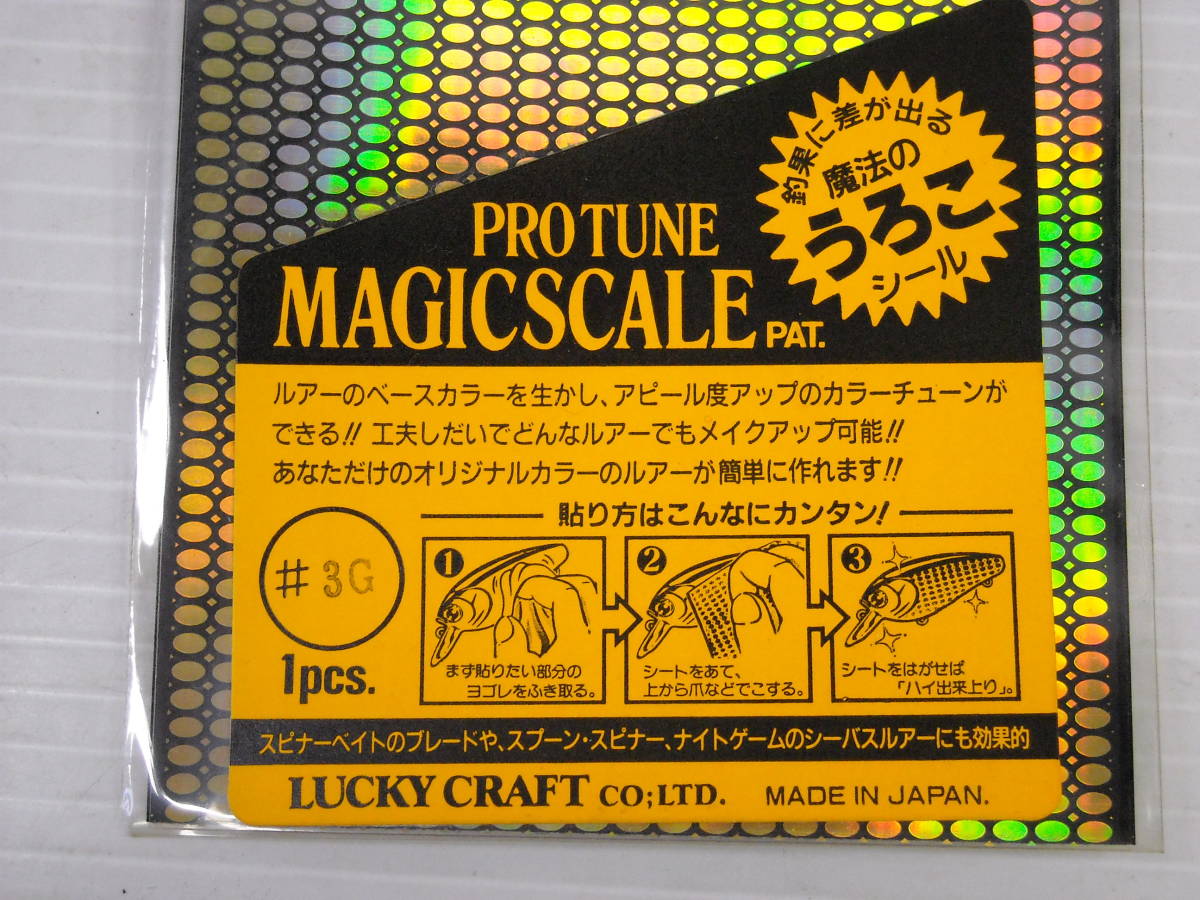 釣果に差が出る
魔法の
うろこ
シール
PRO TUNE
MAGICSCALE PAT.
ルアーのベースカラーを生かし、アピール度アップのカラーチューンが
できる!! 工夫しだいでどんなルアーでもメイクアップ可能!!
あなただけのオリジナルカラーのルアーが簡単に作れます!!
貼り方はこんなにカンタン!
# 3G
1pcs.
1
まず貼りたい部分の
ヨゴレをふき取る。
2
シートをあて、
上から爪などでこする。
3
シートをはがせば
「ハイ出来上り」。
スピナーベイトのブレードや、スプーン・スピナー、ナイトゲームのシーバスルアーにも効果的
LUCKY CRAFT CO;LTD. MADE IN JAPAN.